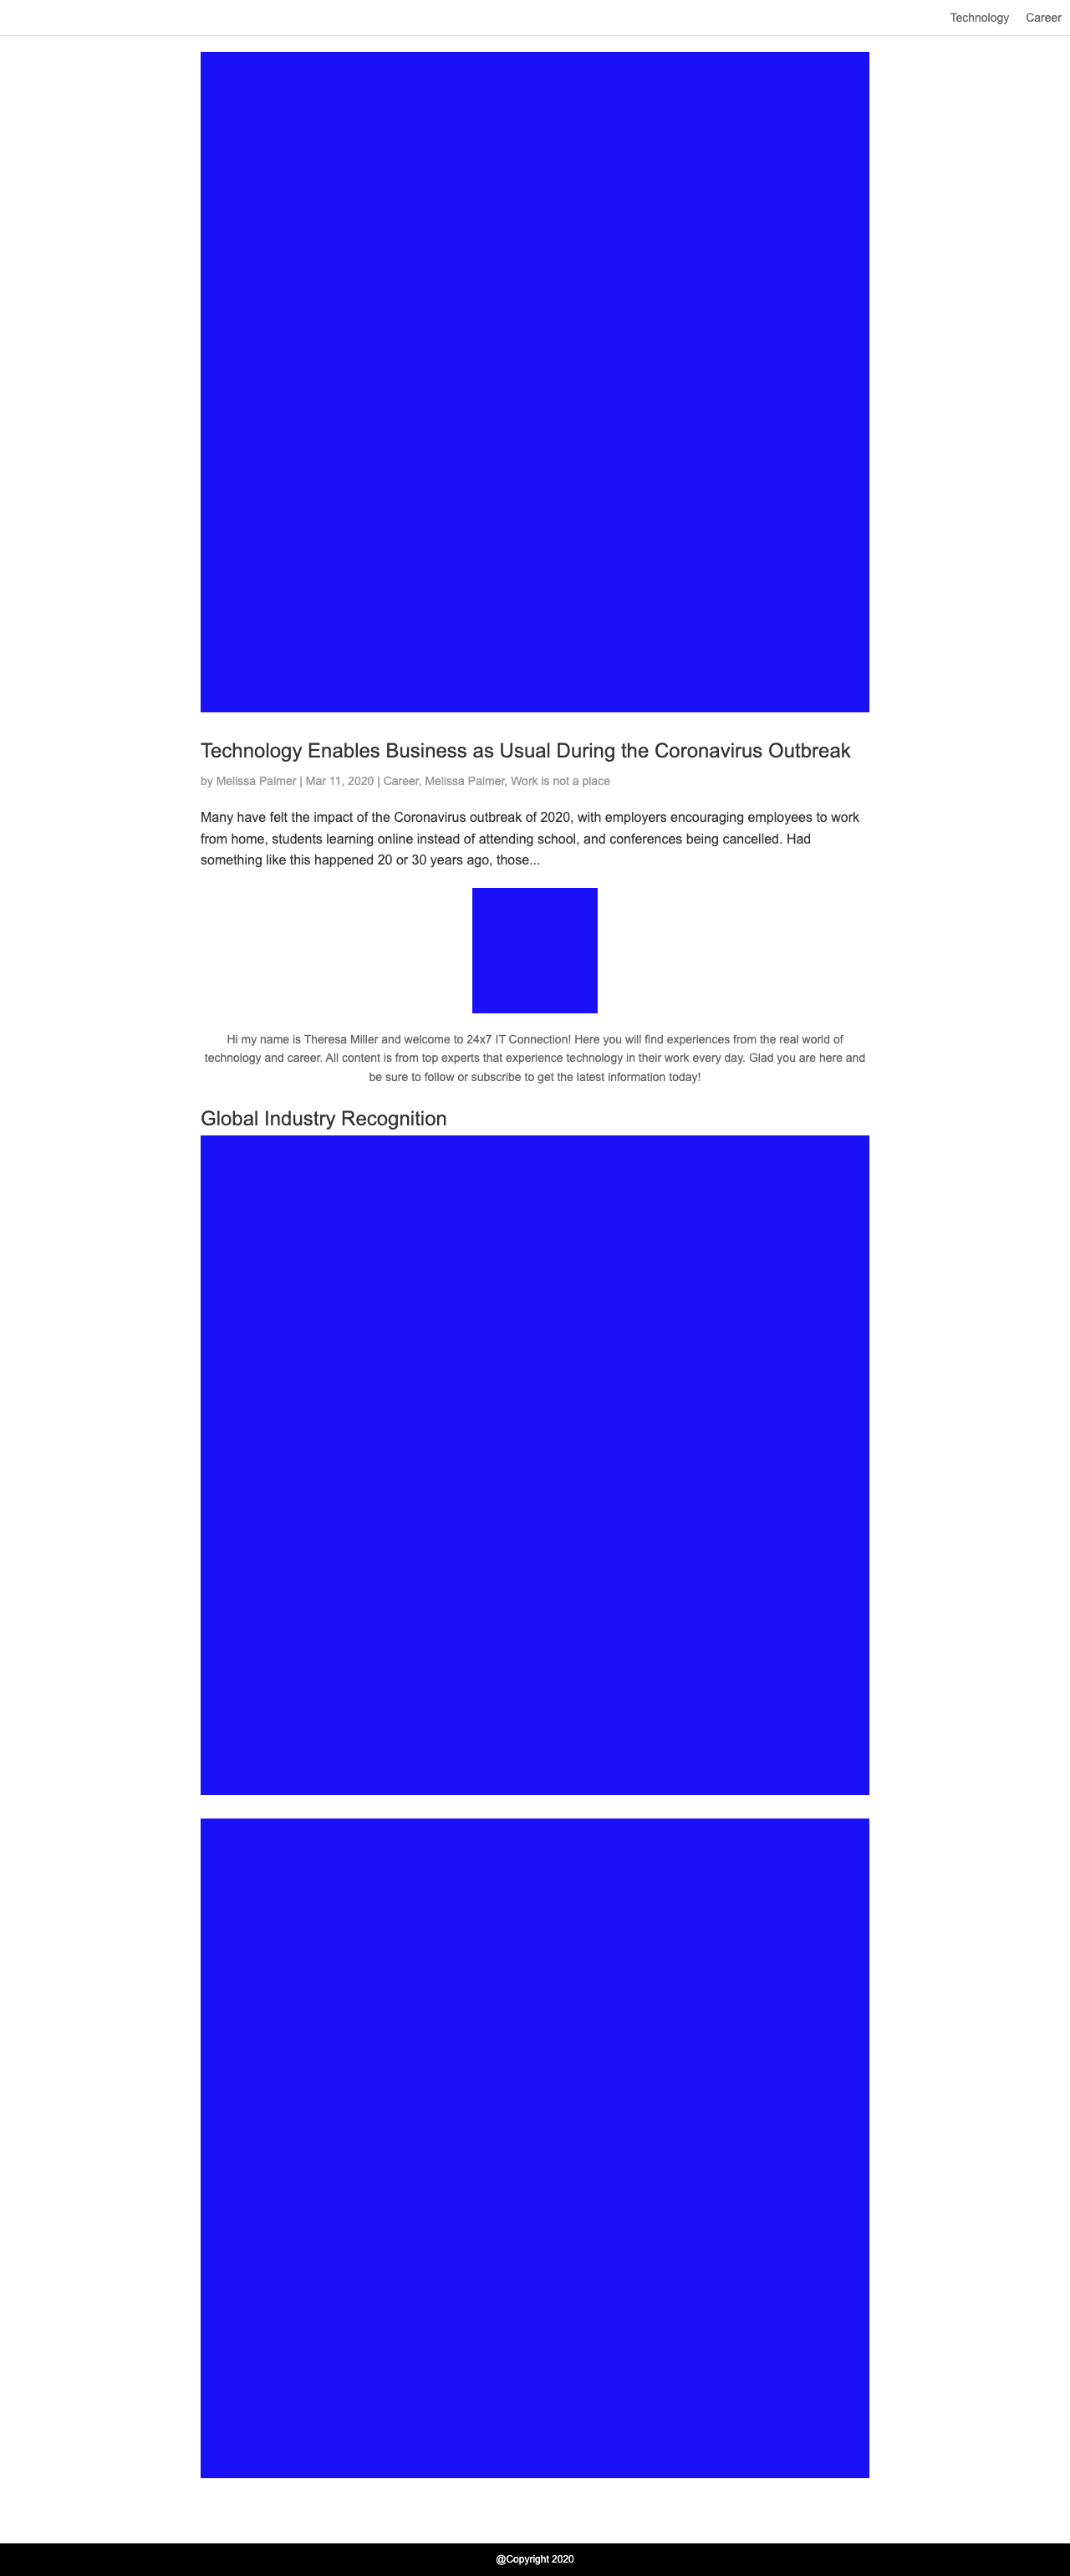 Technology Career
Technology Enables Business as Usual During the Coronavirus Outbreak
by Melissa Palmer | Mar 11, 2020 | Career, Melissa Palmer, Work is not a place
Many have felt the impact of the Coronavirus outbreak of 2020, with employers encouraging employees to work
from home, students learning online instead of attending school, and conferences being cancelled. Had
something like this happened 20 or 30 years ago, those...
Hi my name is Theresa Miller and welcome to 24x7 IT Connection! Here you will find experiences from the real world of
technology and career. All content is from top experts that experience technology in their work every day. Glad you are here and
be sure to follow or subscribe to get the latest information today!
Global Industry Recognition
@Copyright 2020